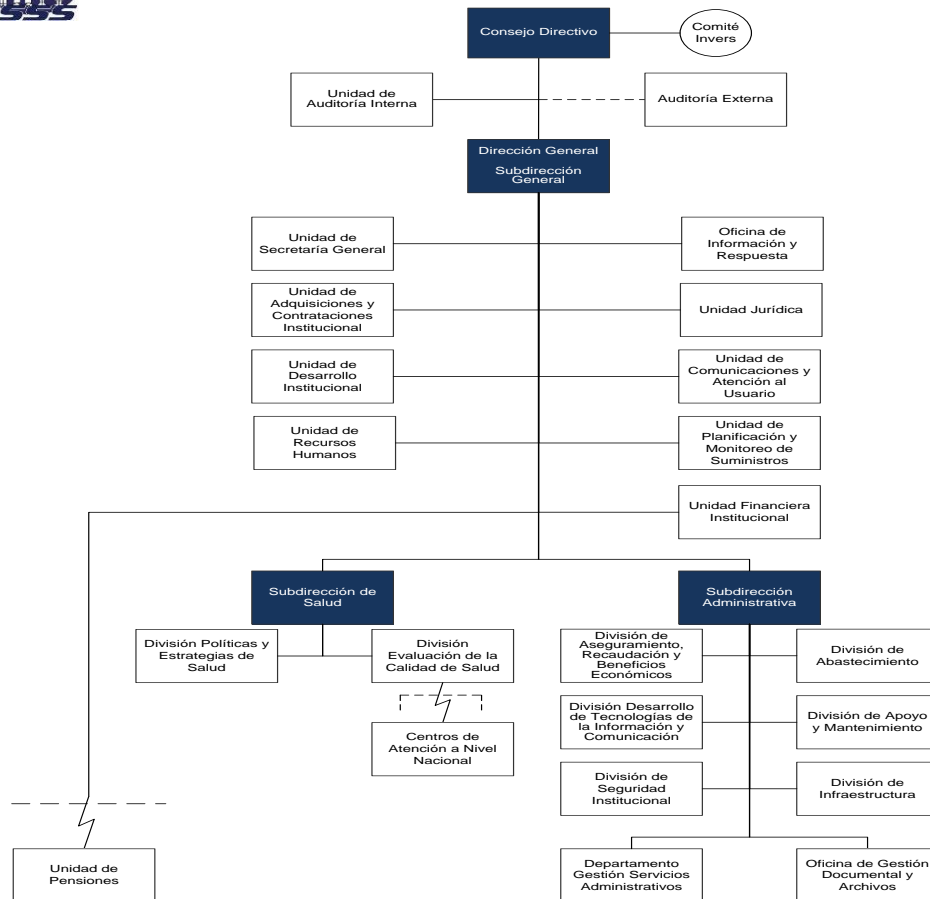 ISSS
Consejo Directivo
Comité
Invers
Unidad de
Auditoría Interna
Auditoría Externa
Dirección General
Subdirección
General
Unidad de
Secretaría General
Oficina de
Información y
Respuesta
Unidad de
Adquisiciones y
Contrataciones
Institucional
Unidad Jurídica
Unidad de
Desarrollo
Institucional
Unidad de
Comunicaciones y
Atención al
Usuario
Unidad de
Recursos
Humanos
Unidad de
Planificación y
Monitoreo de
Suministros
Unidad Financiera
Institucional
Subdirección de
Salud
Subdirección
Administrativa
División Políticas y
Estrategias de
Salud
División
Evaluación de la
Calidad de Salud
División de
Aseguramiento,
Recaudación y
Beneficios
Económicos
División de
Abastecimiento
Centros de
Atención a Nivel
Nacional
División Desarrollo
de Tecnologías de
la Información y
Comunicación
División de Apoyo
y Mantenimiento
División de
Seguridad
Institucional
División de
Infraestructura
Unidad de
Pensiones
Departamento
Gestión Servicios
Administrativos
Oficina de Gestión
Documental y
Archivos